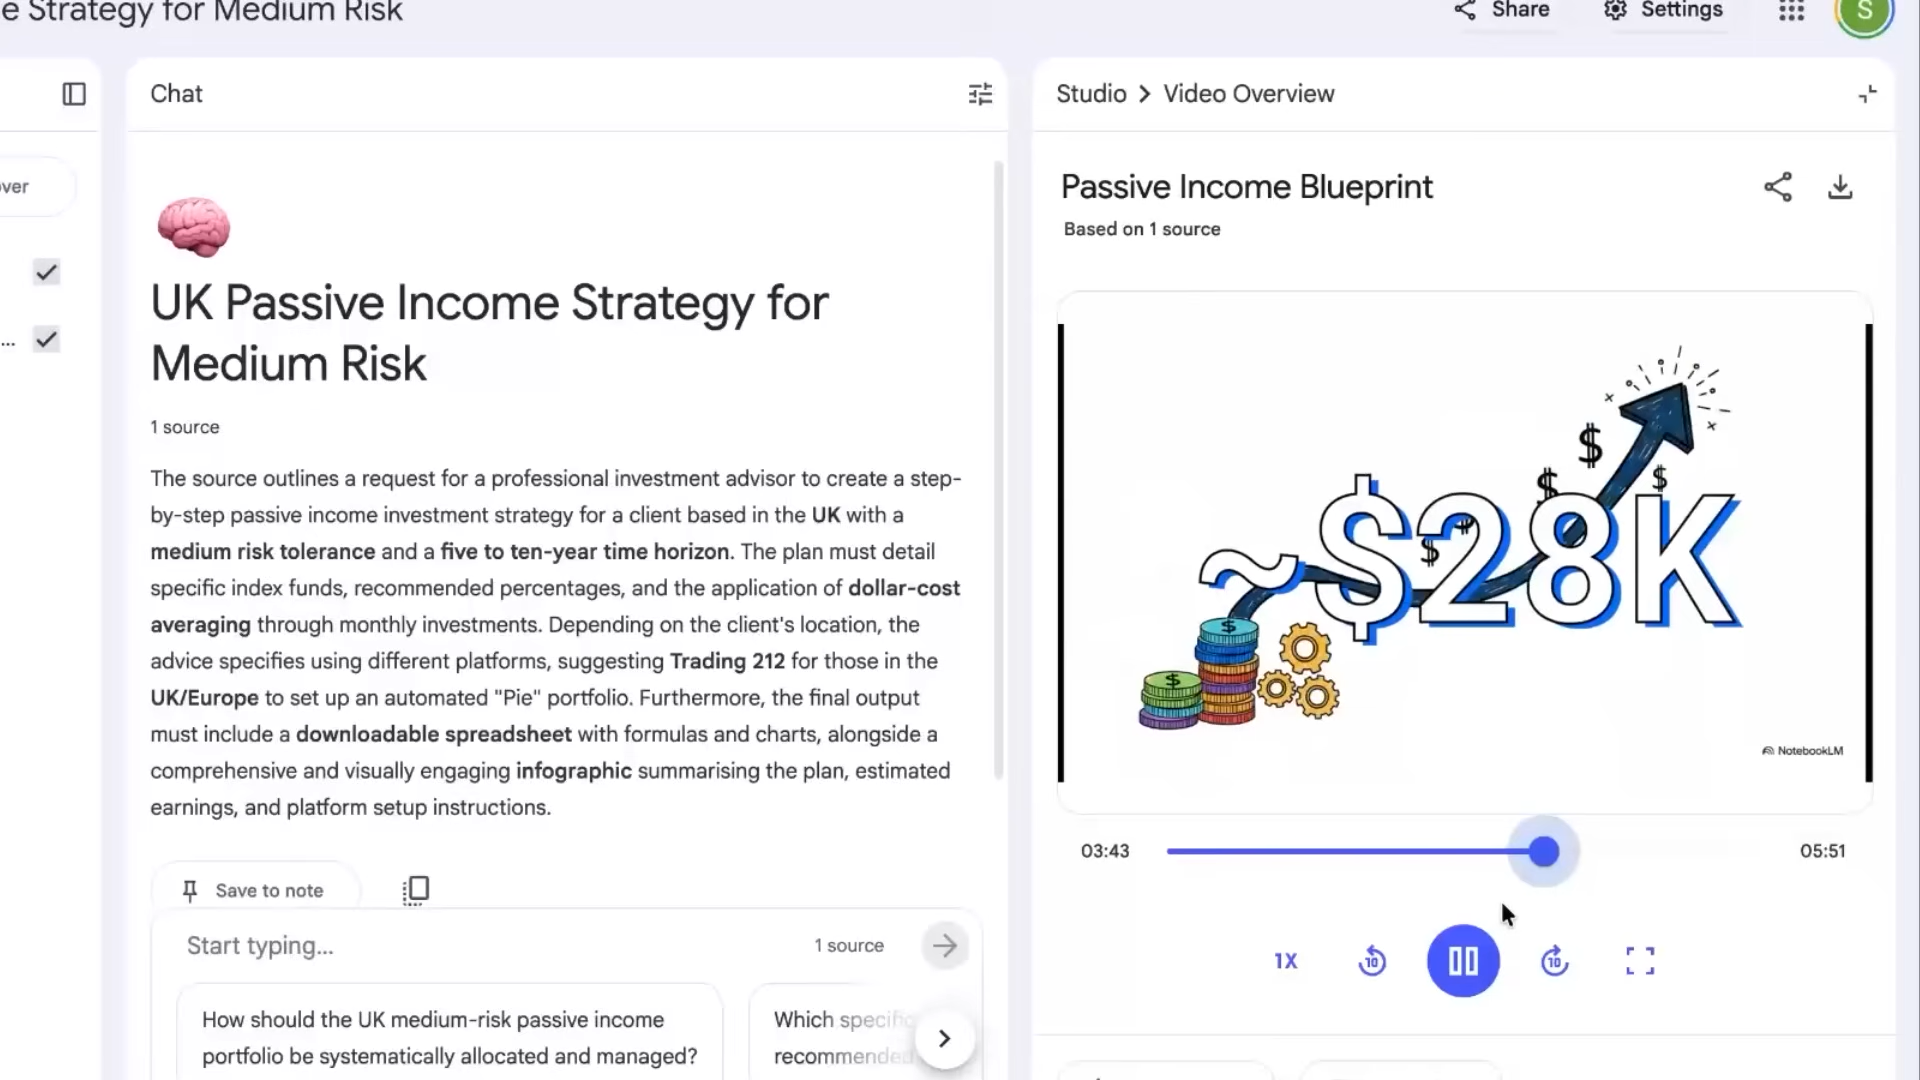 e Strategy for Medium Risk
Share
Settings
S
over
...
Chat
UK Passive Income Strategy for
Medium Risk
1 source
The source outlines a request for a professional investment advisor to create a step-
by-step passive income investment strategy for a client based in the UK with a
medium risk tolerance and a five to ten-year time horizon. The plan must detail
specific index funds, recommended percentages, and the application of dollar-cost
averaging through monthly investments. Depending on the client's location, the
advice specifies using different platforms, suggesting Trading 212 for those in the
UK/Europe to set up an automated "Pie" portfolio. Furthermore, the final output
must include a downloadable spreadsheet with formulas and charts, alongside a
comprehensive and visually engaging infographic summarising the plan, estimated
earnings, and platform setup instructions.
Save to note
Start typing...
1 source
How should the UK medium-risk passive income
portfolio be systematically allocated and managed?
Which specific
recommended
Studio > Video Overview
Passive Income Blueprint
Based on 1 source
$
$
$
$
~$28K
$
$
NotebookLM
03:43
05:51
1X
10
10